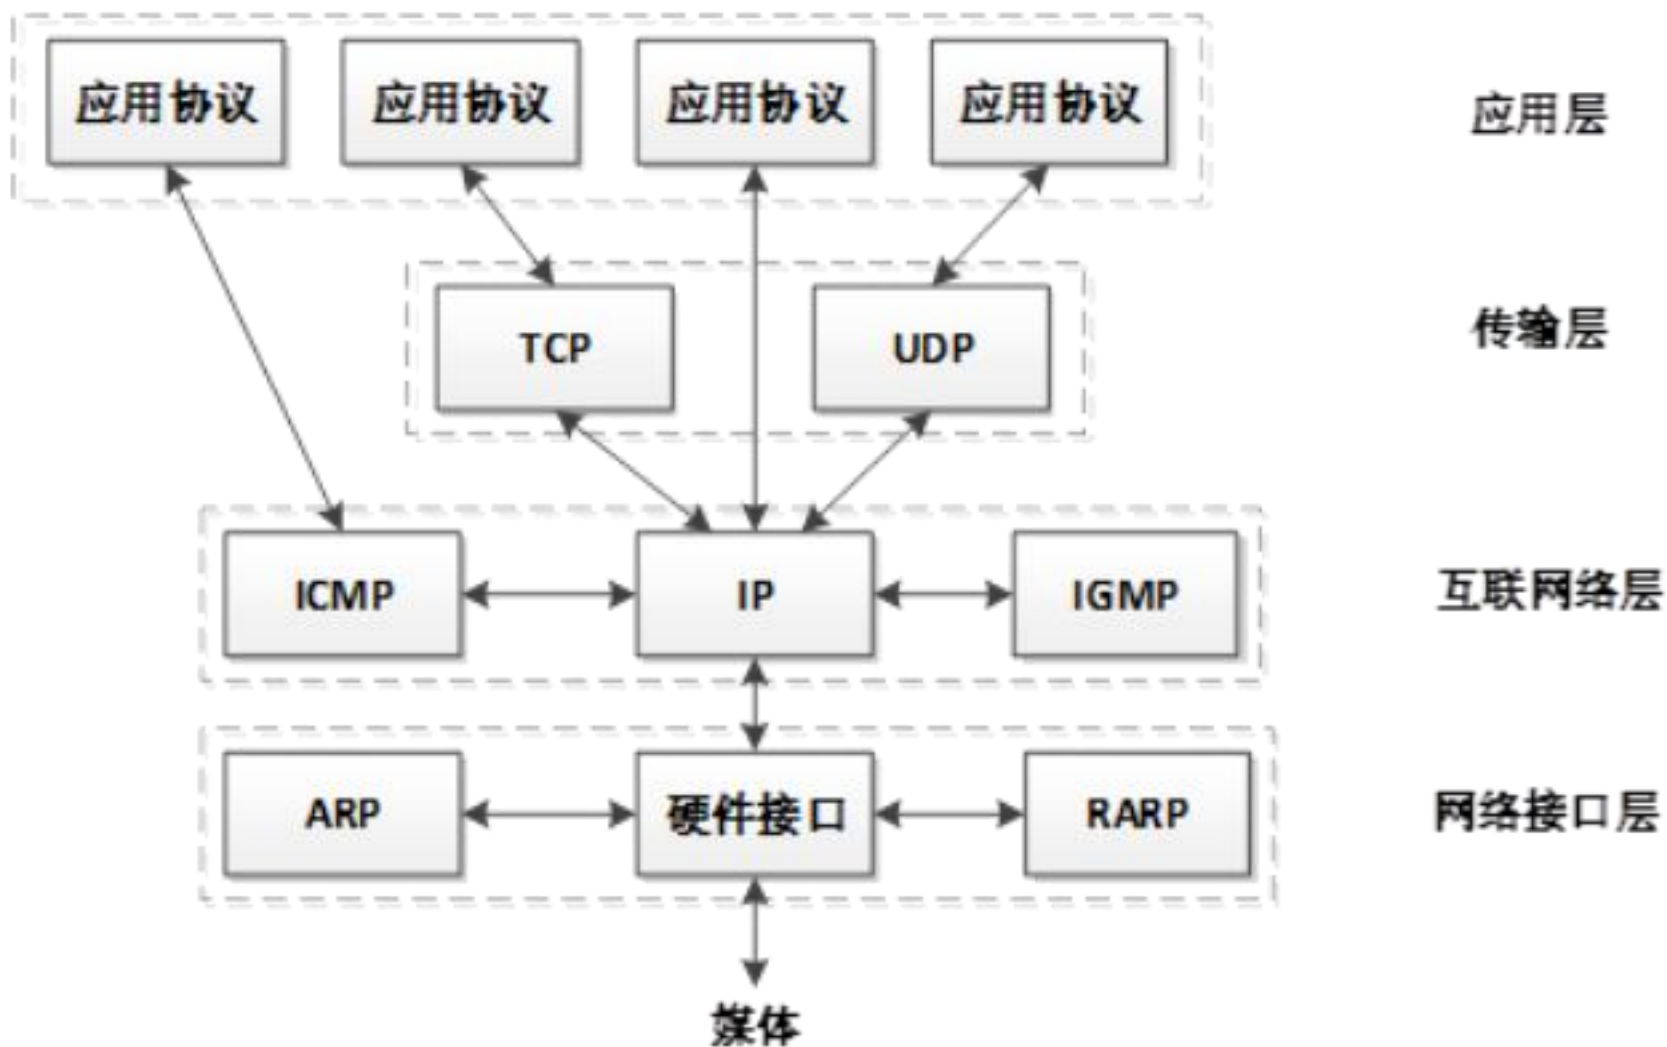 应用协议 应用协议 应用协议 应用协议 应用层
TCP UDP 传输层
ICMP IP IGMP 互联网络层
ARP 硬件接口 RARP 网络接口层
媒体